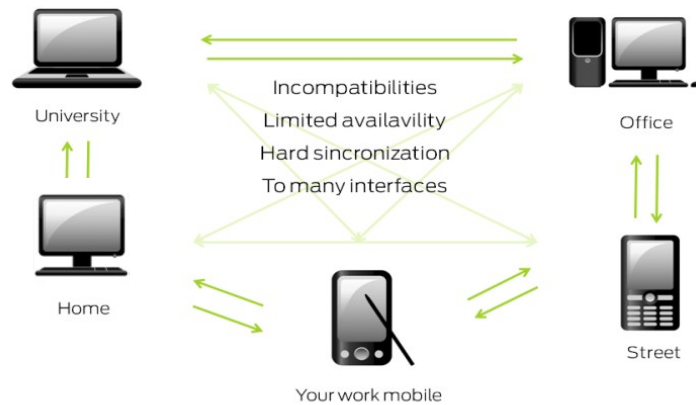 Incompatibilities
Limited availavility
Hard sincronization
To many interfaces
University
Office
Home
Street
Your work mobile